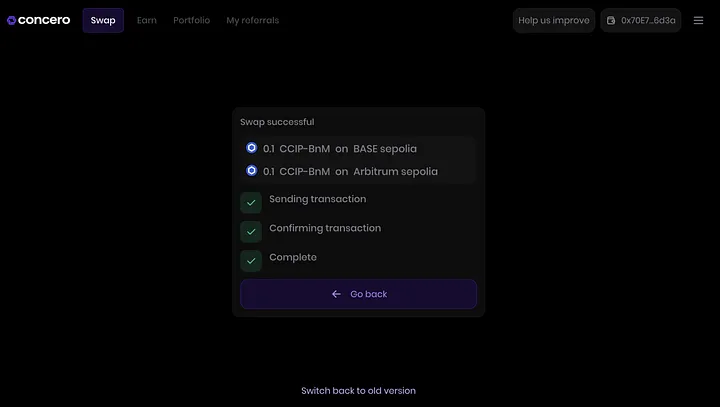 concero Swap Earn Portfolio My referrals Help us improve 0x70E7...6d3a
Swap successful
0.1 CCIP-BnM on BASE sepolia
0.1 CCIP-BnM on Arbitrum sepolia
Sending transaction
Confirming transaction
Complete
Go back
Switch back to old version